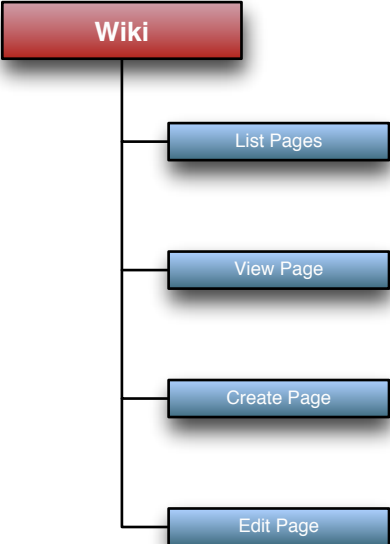 Wiki
List Pages
View Page
Create Page
Edit Page